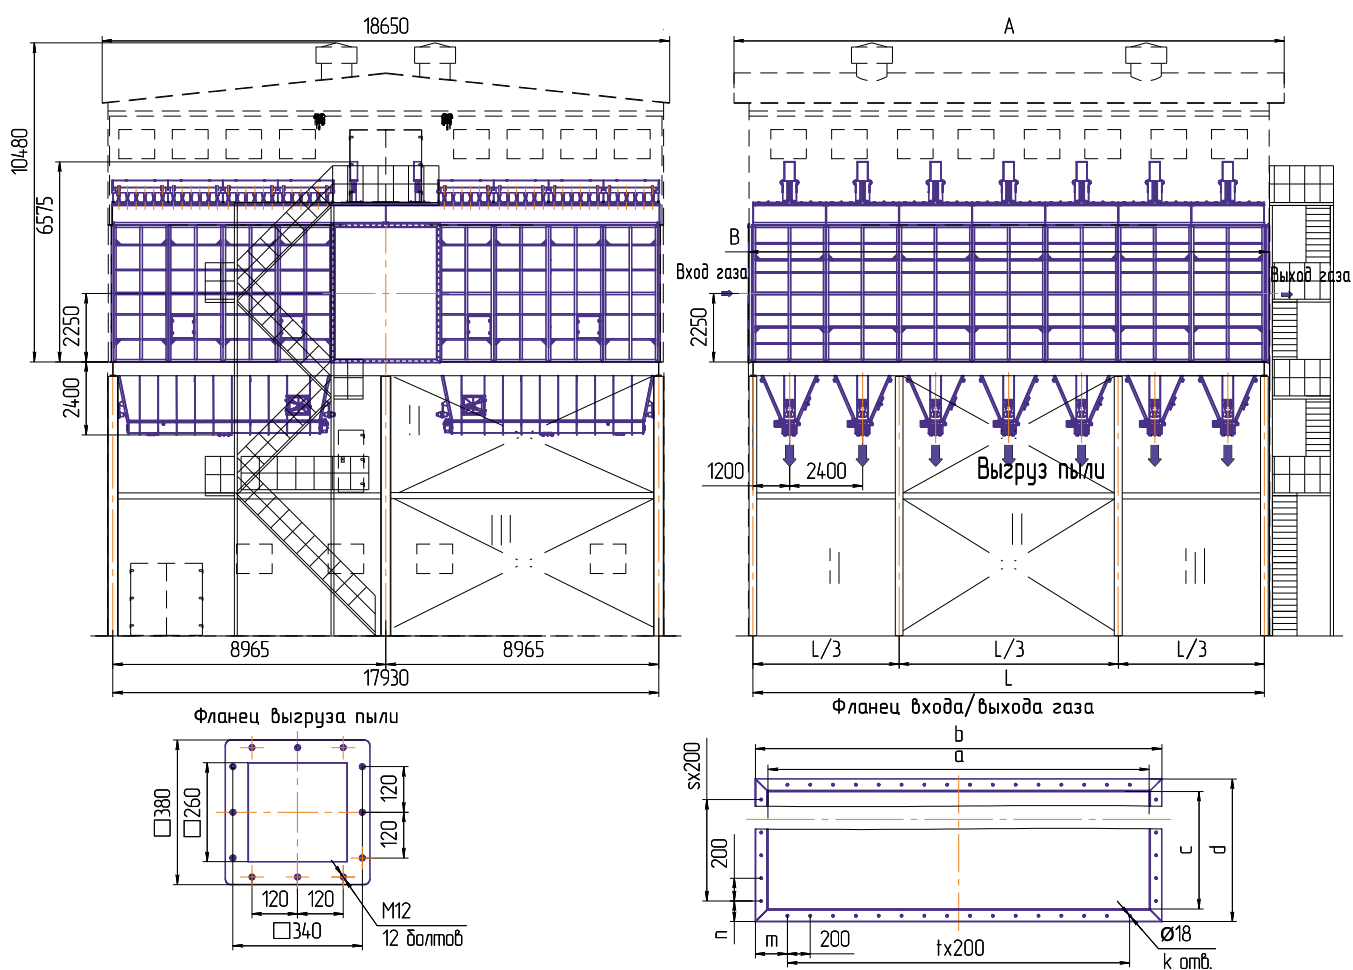 18650
A
10480
6575
2250
2400
B
Вход газа
Выход газа
2250
1200
2400
Выгруз пыли
8965
8965
17930
L/3
L/3
L/3
L
Фланец выгруза пыли
□380
□260
120
120
120
120
□340
M12
12 болтов
Фланец входа/выхода газа
b
a
sx200
200
n
m
200
tx200
c
d
Ø18
k отв.